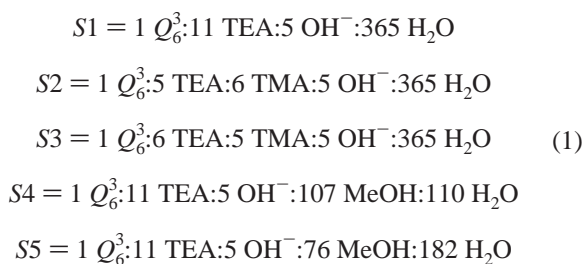 S1 = 1 Q₆³:11 TEA:5 OH⁻:365 H₂O
S2 = 1 Q₆³:5 TEA:6 TMA:5 OH⁻:365 H₂O
S3 = 1 Q₆³:6 TEA:5 TMA:5 OH⁻:365 H₂O (1)
S4 = 1 Q₆³:11 TEA:5 OH⁻:107 MeOH:110 H₂O
S5 = 1 Q₆³:11 TEA:5 OH⁻:76 MeOH:182 H₂O